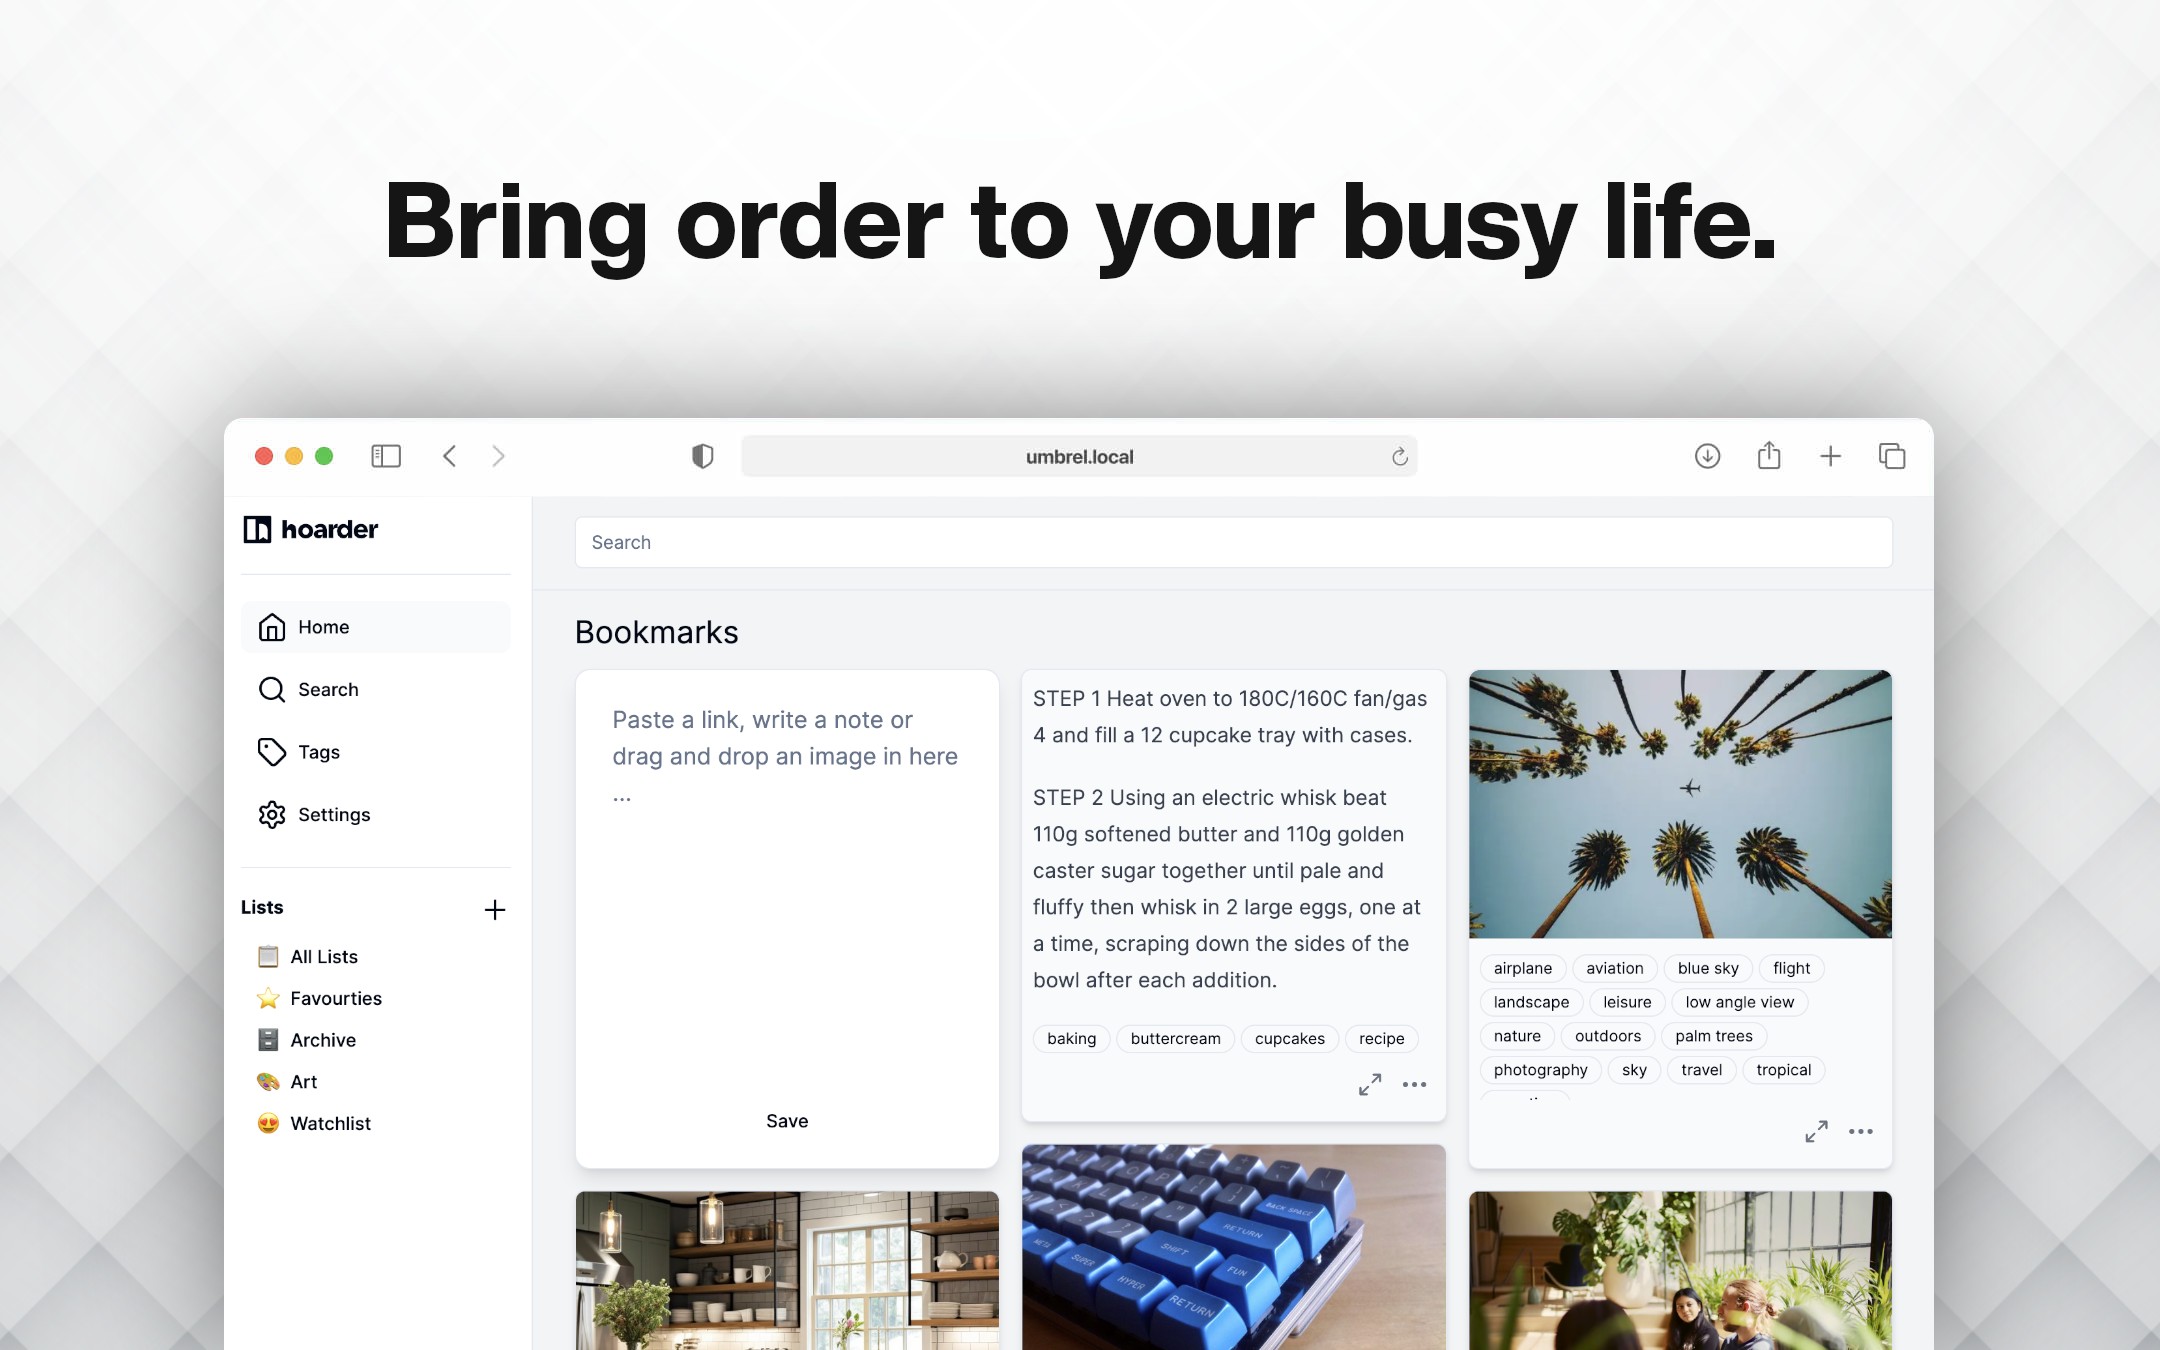 Bring order to your busy life.
umbrel.local
hoarder
Search
Home
Search
Tags
Settings
Lists
All Lists
Favourties
Archive
Art
Watchlist
Bookmarks
Paste a link, write a note or
drag and drop an image in here
...
Save
STEP 1 Heat oven to 180C/160C fan/gas
4 and fill a 12 cupcake tray with cases.
STEP 2 Using an electric whisk beat
110g softened butter and 110g golden
caster sugar together until pale and
fluffy then whisk in 2 large eggs, one at
a time, scraping down the sides of the
bowl after each addition.
baking buttercream cupcakes recipe
airplane aviation blue sky flight
landscape leisure low angle view
nature outdoors palm trees
photography sky travel tropical
BACK SPACE
RETURN
SHIFT
FUN
META SUPER HYPER RETURN